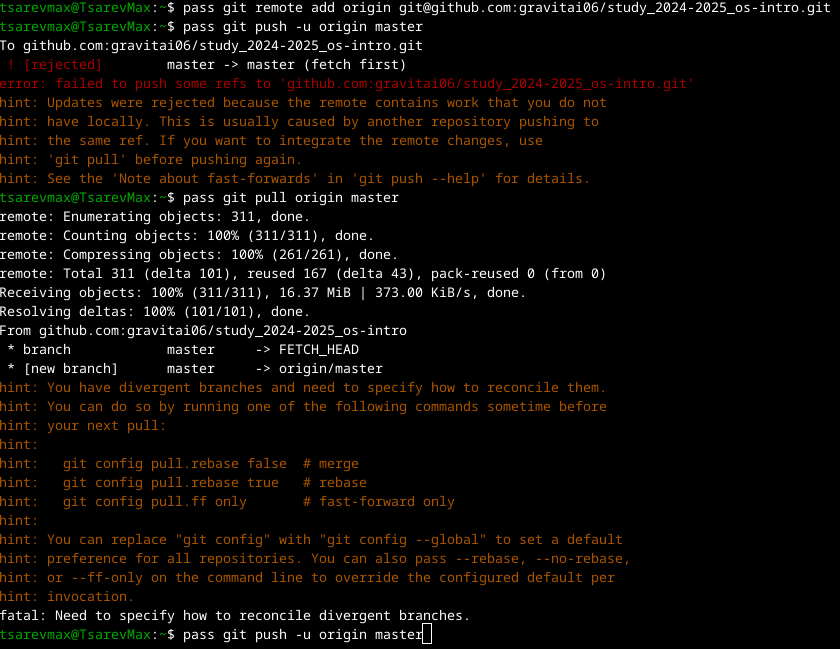 tsarevmax@TsarevMax:~$ pass git remote add origin git@github.com:gravitai06/study_2024-2025_os-intro.git
tsarevmax@TsarevMax:~$ pass git push -u origin master
To github.com:gravitai06/study_2024-2025_os-intro.git
 ! [rejected]        master -> master (fetch first)
error: failed to push some refs to 'github.com:gravitai06/study_2024-2025_os-intro.git'
hint: Updates were rejected because the remote contains work that you do not
hint: have locally. This is usually caused by another repository pushing to
hint: the same ref. If you want to integrate the remote changes, use
hint: 'git pull' before pushing again.
hint: See the 'Note about fast-forwards' in 'git push --help' for details.
tsarevmax@TsarevMax:~$ pass git pull origin master
remote: Enumerating objects: 311, done.
remote: Counting objects: 100% (311/311), done.
remote: Compressing objects: 100% (261/261), done.
remote: Total 311 (delta 101), reused 167 (delta 43), pack-reused 0 (from 0)
Receiving objects: 100% (311/311), 16.37 MiB | 373.00 KiB/s, done.
Resolving deltas: 100% (101/101), done.
From github.com:gravitai06/study_2024-2025_os-intro
 * branch            master     -> FETCH_HEAD
 * [new branch]      master     -> origin/master
hint: You have divergent branches and need to specify how to reconcile them.
hint: You can do so by running one of the following commands sometime before
hint: your next pull:
hint:
hint:   git config pull.rebase false  # merge
hint:   git config pull.rebase true   # rebase
hint:   git config pull.ff only       # fast-forward only
hint:
hint: You can replace "git config" with "git config --global" to set a default
hint: preference for all repositories. You can also pass --rebase, --no-rebase,
hint: or --ff-only on the command line to override the configured default per
hint: invocation.
fatal: Need to specify how to reconcile divergent branches.
tsarevmax@TsarevMax:~$ pass git push -u origin master